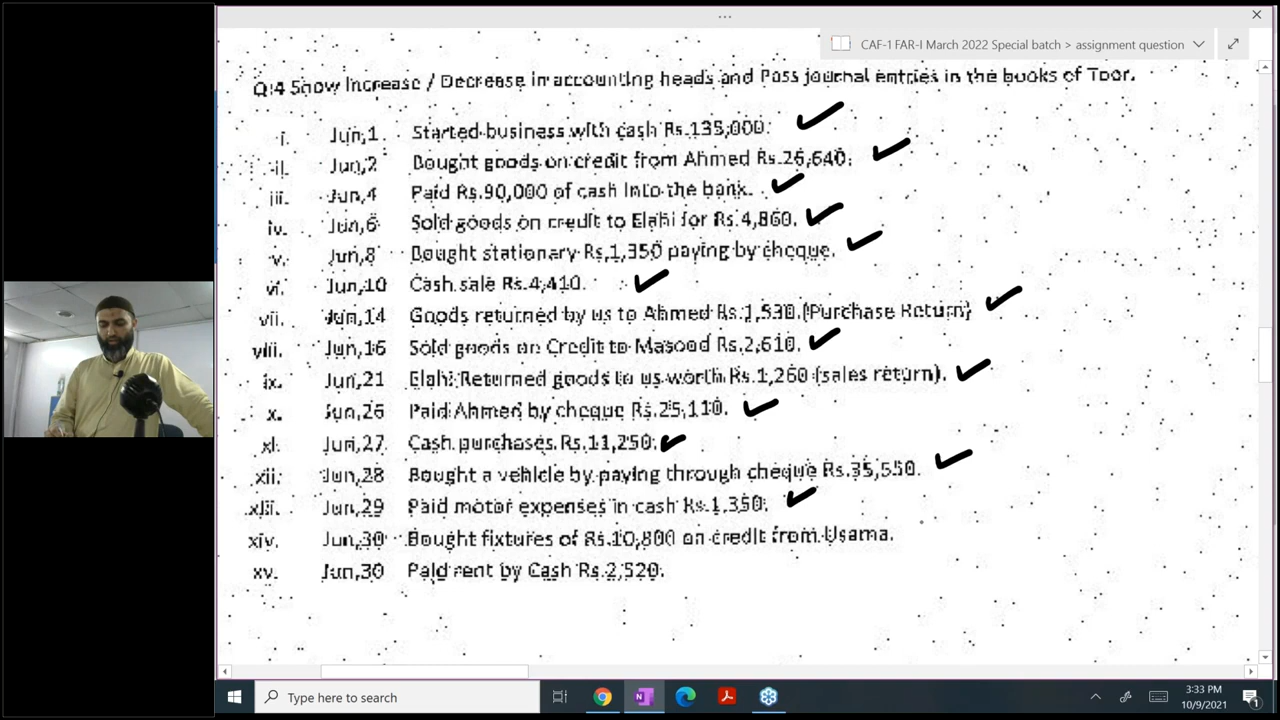 CAF-1 FAR-I March 2022 Special batch > assignment question
Q:4 Show Increase / Decrease in accounting heads and Pass journal entries in the books of Toor.
i. Jun,1 Started business with cash Rs.135,000.
ii. Jun,2 Bought goods on credit from Ahmed Rs.26,640.
iii. Jun,4 Paid Rs.90,000 of cash into the bank.
iv. Jun,6 Sold goods on credit to Elahi for Rs.4,860.
v. Jun,8 Bought stationary Rs,1,350 paying by cheque.
vi. Jun,10 Cash sale Rs.4,410.
vii. Jun,14 Goods returned by us to Ahmed Rs.1,530.(Purchase Return)
viii. Jun,16 Sold goods on Credit to Masood Rs.2,610.
ix. Jun,21 Elahi Returned goods to us worth Rs.1,260 (sales return).
x. Jun,26 Paid Ahmed by cheque Rs.25,110.
xi. Jun,27 Cash purchases Rs.11,250.
xii. Jun,28 Bought a vehicle by paying through cheque Rs.35,550.
xiii. Jun,29 Paid motor expenses in cash Rs.1,350.
xiv. Jun,30 Bought fixtures of Rs.10,800 on credit from Usama.
xv. Jun,30 Paid rent by Cash Rs.2,520.
Type here to search
3:33 PM
10/9/2021
1